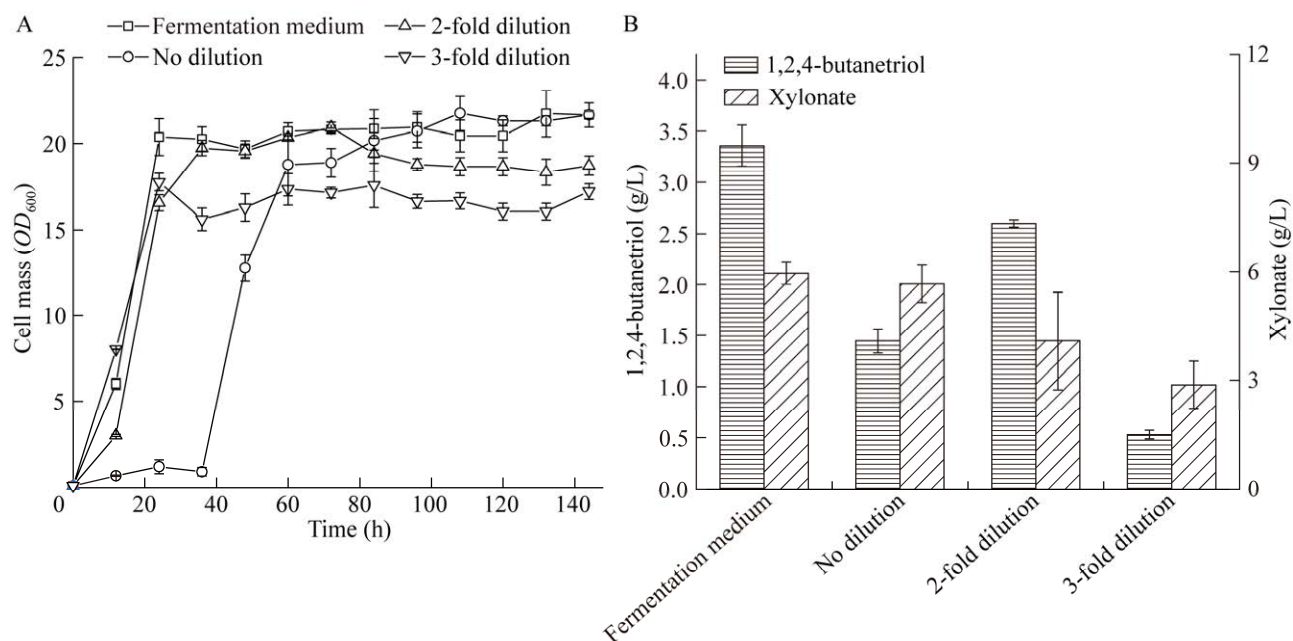 A
Fermentation medium
2-fold dilution
No dilution
3-fold dilution
25
20
15
10
5
0
20
40
60
80
100
120
140
Cell mass (OD600)
Time (h)
B
1,2,4-butanetriol
Xylonate
4.0
3.5
3.0
2.5
2.0
1.5
1.0
0.5
0.0
12
9
6
3
0
1,2,4-butanetriol (g/L)
Xylonate (g/L)
Fermentation medium
No dilution
2-fold dilution
3-fold dilution